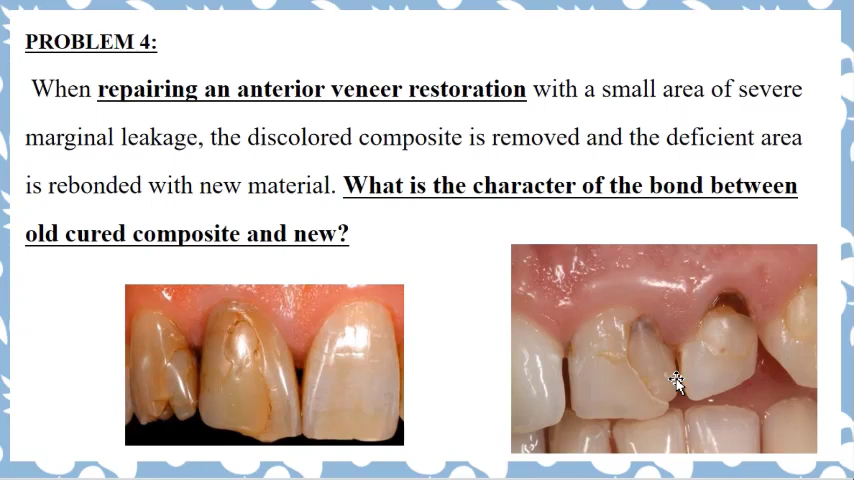 PROBLEM 4:
When repairing an anterior veneer restoration with a small area of severe
marginal leakage, the discolored composite is removed and the deficient area
is rebonded with new material. What is the character of the bond between
old cured composite and new?